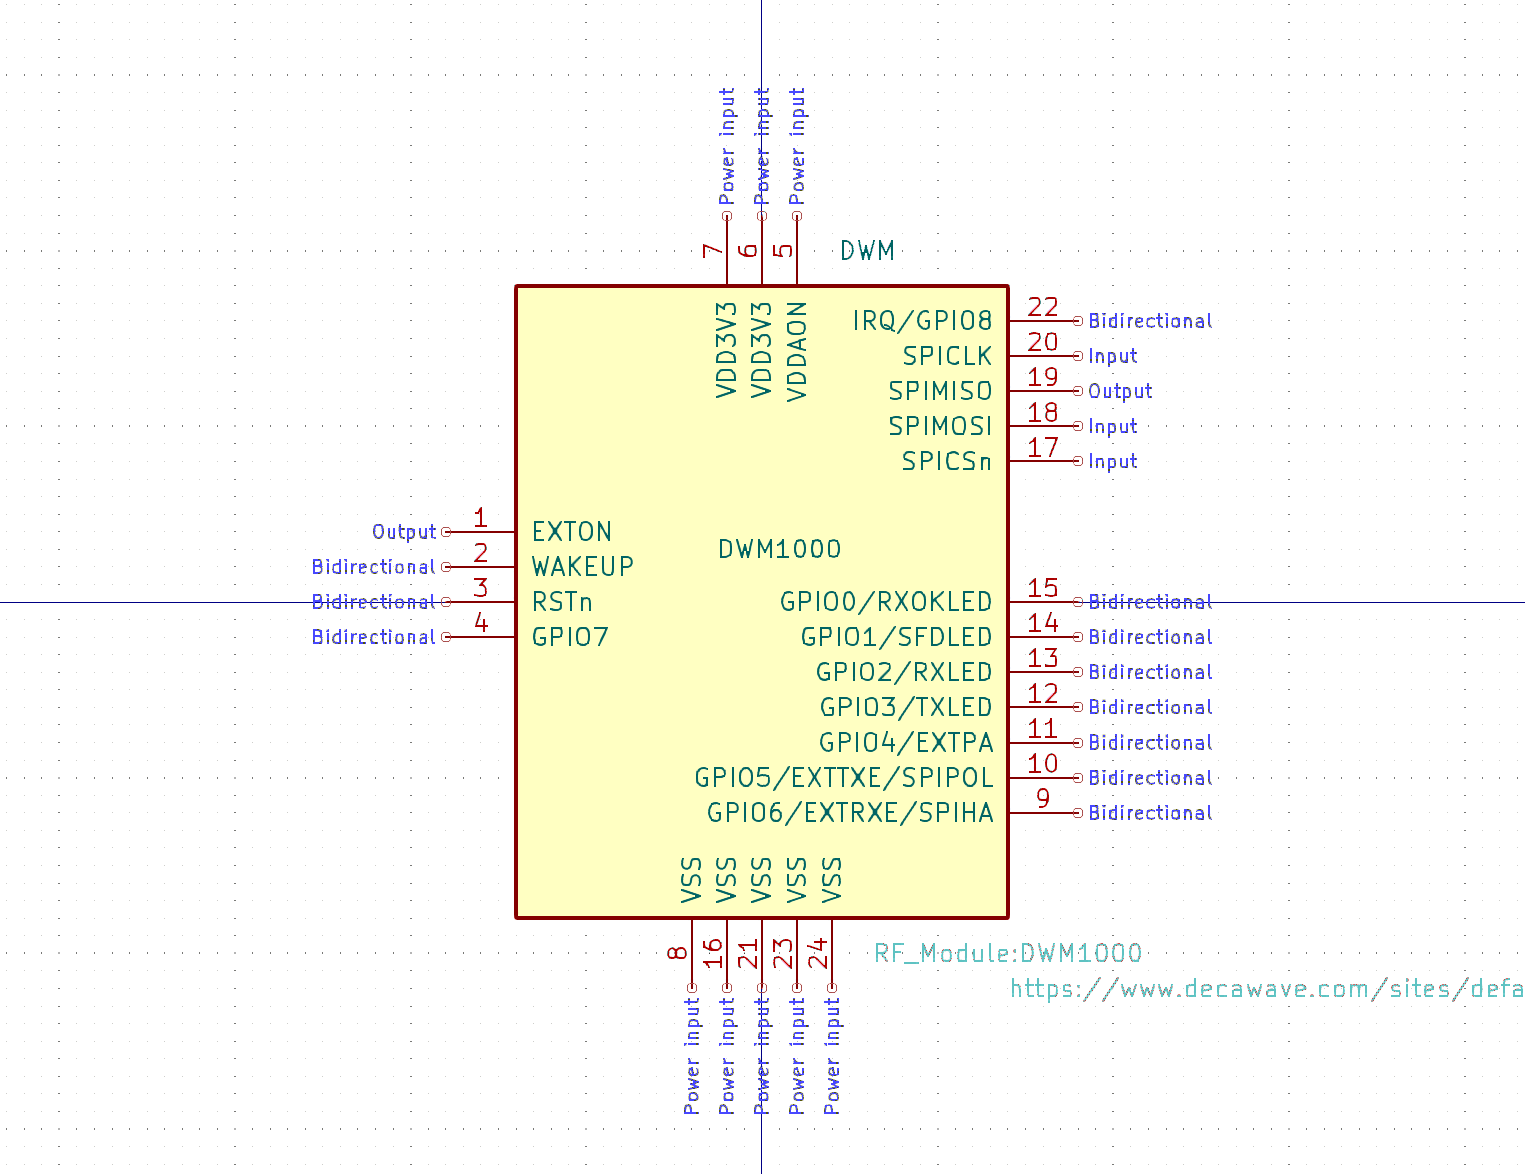 Power input
Power input
Power input
7
6
5
DWM
VDD3V3
VDD3V3
VDDAON
IRQ/GPIO8 22 Bidirectional
SPICLK 20 Input
SPIMISO 19 Output
SPIMOSI 18 Input
SPICSn 17 Input
Output 1 EXTON
Bidirectional 2 WAKEUP
Bidirectional 3 RSTn
Bidirectional 4 GPIO7
DWM1000
GPIO0/RXOKLED 15 Bidirectional
GPIO1/SFDLED 14 Bidirectional
GPIO2/RXLED 13 Bidirectional
GPIO3/TXLED 12 Bidirectional
GPIO4/EXTPA 11 Bidirectional
GPIO5/EXTTXE/SPIPOL 10 Bidirectional
GPIO6/EXTRXE/SPIHA 9 Bidirectional
VSS
VSS
VSS
VSS
VSS
8
16
21
23
24
RF_Module:DWM1000
https://www.decawave.com/sites/defa
Power input
Power input
Power input
Power input
Power input